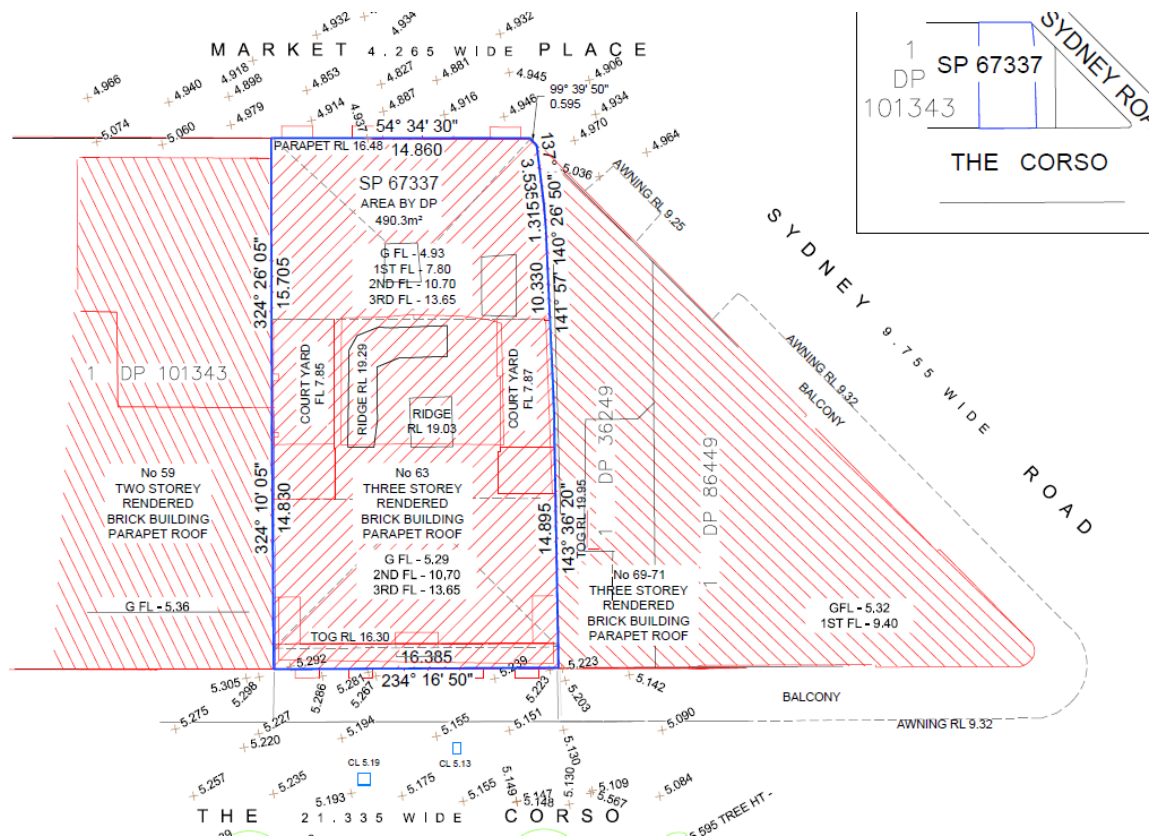 4.932
4.934
4.932
MARKET 4.265 WIDE PLACE
4.966
4.940
4.918
4.898
4.853
4.827
4.881
4.945
4.906
99° 39' 50"
0.595
4.979
4.914
4.937
4.887
4.916
4.948
4.934
5.074
5.060
54° 34' 30"
4.970
4.964
PARAPET RL 16.48
14.860
137°
5.036
3.535
1.315
50"
140° 26'
AWNING RL 9.25
SP 67337
AREA BY DP
490.3m²
G FL - 4.93
1ST FL - 7.80
2ND FL - 10.70
3RD FL - 13.65
324° 26' 05"
15.705
10.330
141° 57'
SYDNEY 9.755 WIDE ROAD
1
DP
101343
SP 67337
SYDNEY ROA
THE CORSO
1 DP 101343
COURT YARD
FL 7.85
RIDGE RL 19.29
RIDGE
RL 19.03
COURT YARD
FL 7.87
1 DP 36249
1 DP 86449
AWNING RL 9.32
BALCONY
No 59
TWO STOREY
RENDERED
BRICK BUILDING
PARAPET ROOF
324° 10' 05"
14.830
No 63
THREE STOREY
RENDERED
BRICK BUILDING
PARAPET ROOF
14.895
143° 36' 20"
TOG RL 19.95
G FL - 5.29
2ND FL - 10.70
3RD FL - 13.65
No 69-71
THREE STOREY
RENDERED
BRICK BUILDING
PARAPET ROOF
G FL - 5.36
GFL - 5.32
1ST FL - 9.40
TOG RL 16.30
16.385
5.292
5.239
5.223
5.305
5.298
5.286
5.281
5.267
234° 16' 50"
5.223
5.203
5.142
BALCONY
5.275
5.227
5.220
5.194
5.155
5.151
5.130
5.090
AWNING RL 9.32
CL 5.19
CL 5.13
5.257
5.235
5.193
5.175
5.155
5.149
5.147
5.148
5.130
5.109
5.567
5.084
5.595 TREE HT -
THE 21.335 WIDE CORSO